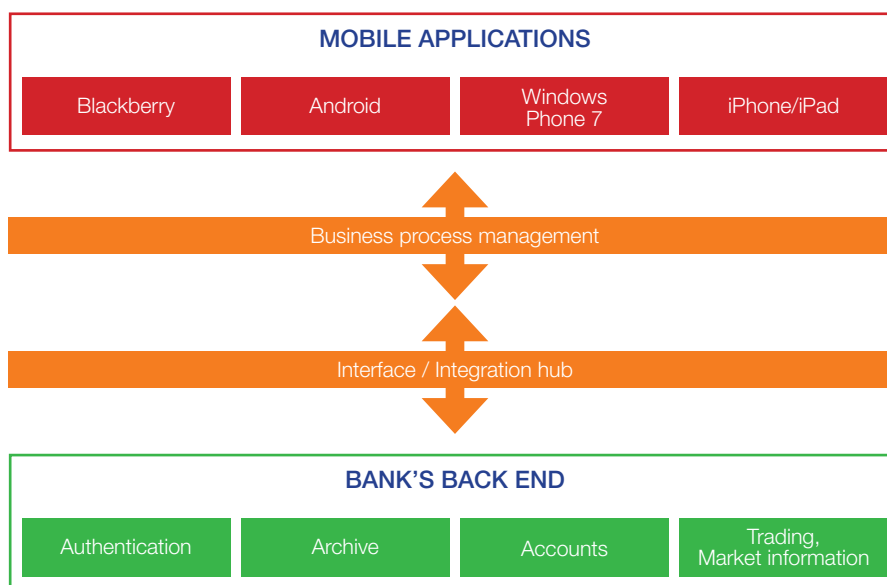 MOBILE APPLICATIONS
Blackberry
Android
Windows
Phone 7
iPhone/iPad
Business process management
Interface / Integration hub
BANK'S BACK END
Authentication
Archive
Accounts
Trading,
Market information